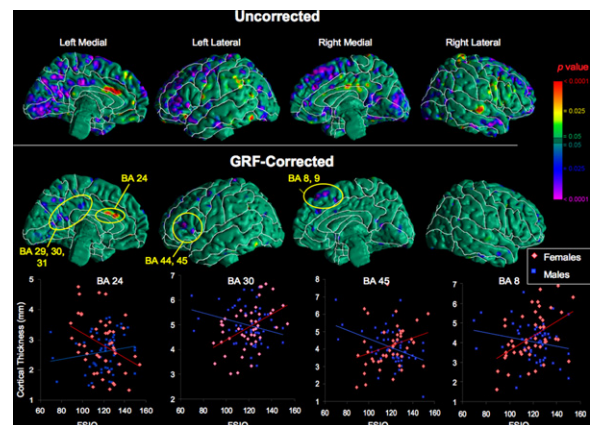 Uncorrected
Left Medial
Left Lateral
Right Medial
Right Lateral
p value
<.0001
0.025
0.05
0.05
0.025
<.0001
GRF-Corrected
BA 24
BA 8, 9
BA 29, 30,
31
BA 44, 45
Females
Males
BA 24
BA 30
BA 45
BA 8
Cortical Thickness (mm)
5
4
3
2
1
7
6
5
4
3
2
8
7
6
5
4
3
2
1
7
6
5
4
3
2
1
60 80 100 120 140 160
60 80 100 120 140 160
60 80 100 120 140 160
60 80 100 120 140 160
FSIQ
FSIQ
FSIQ
FSIQ